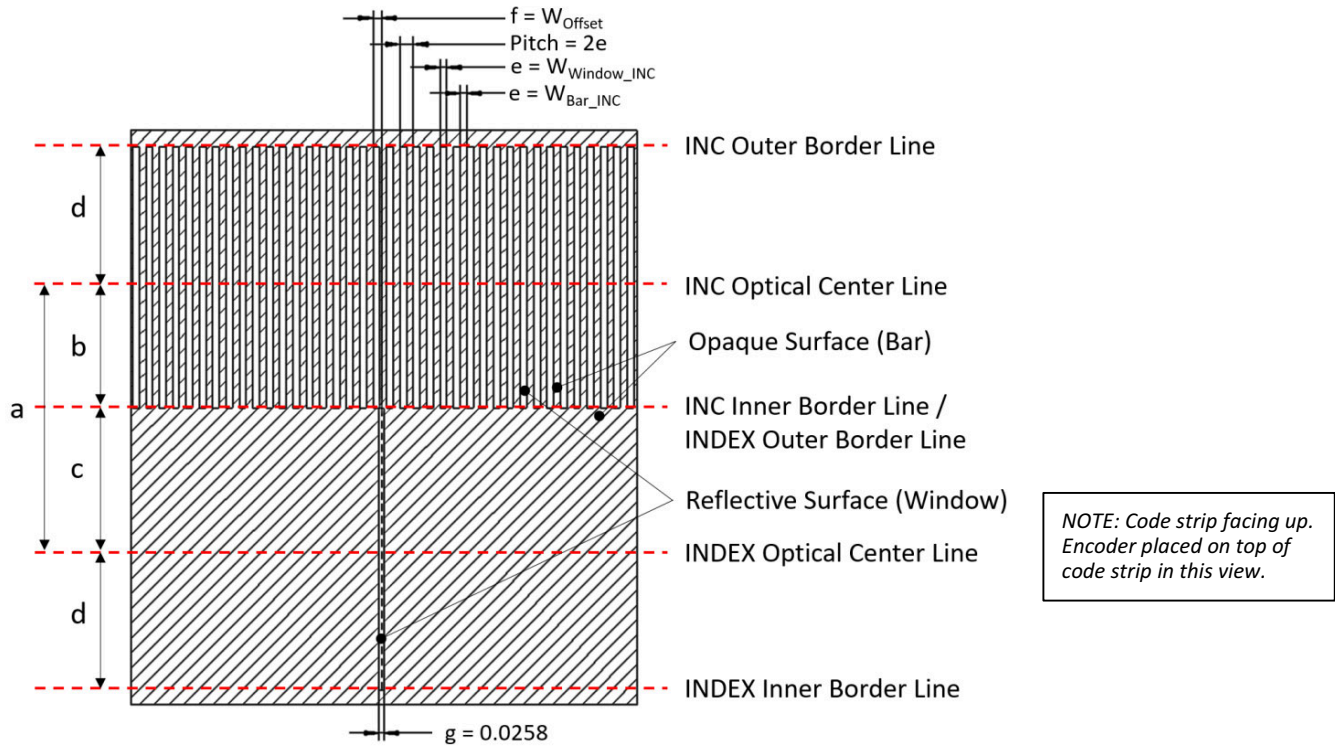 f = W_Offset
Pitch = 2e
e = W_Window_INC
e = W_Bar_INC
INC Outer Border Line
d
INC Optical Center Line
b
Opaque Surface (Bar)
a
INC Inner Border Line /
INDEX Outer Border Line
c
Reflective Surface (Window)
NOTE: Code strip facing up.
Encoder placed on top of
code strip in this view.
INDEX Optical Center Line
d
INDEX Inner Border Line
g = 0.0258